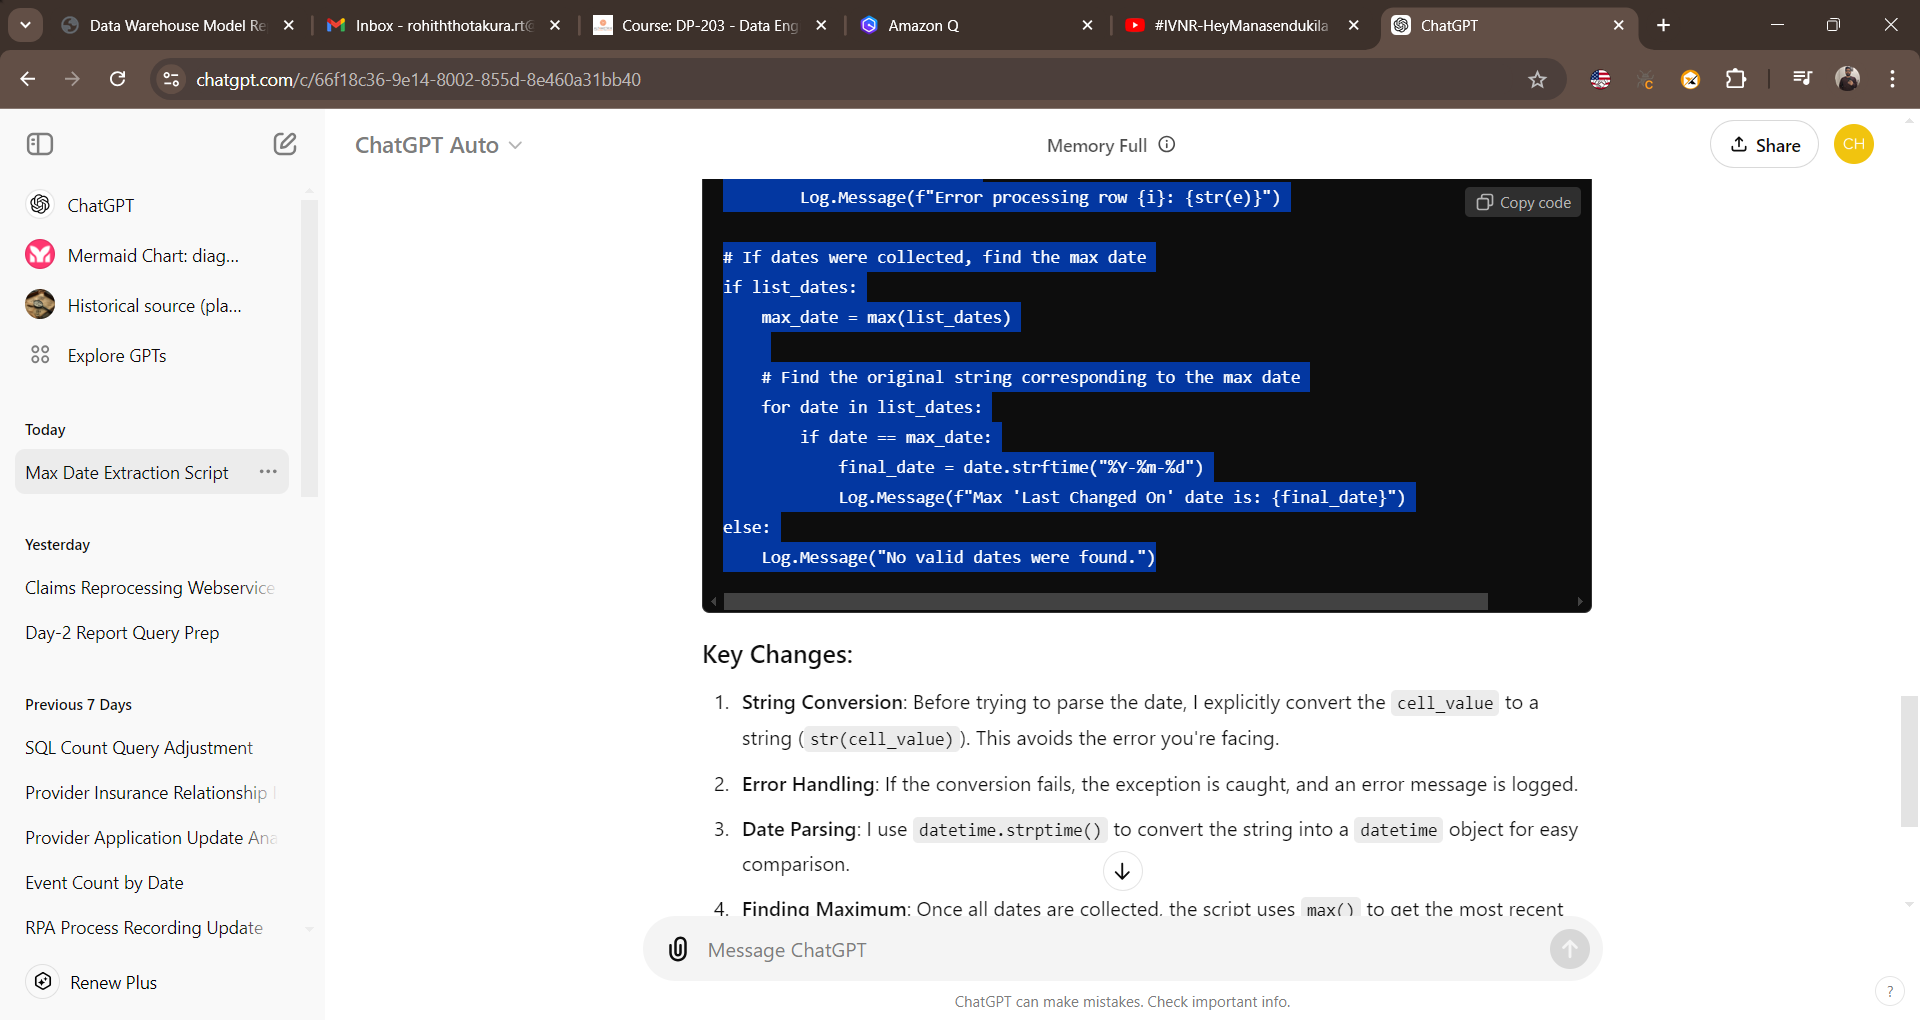 Data Warehouse Model Re
Inbox - rohiththotakura.rt@
Course: DP-203 - Data Eng
Amazon Q
#IVNR-HeyManasendukila
ChatGPT
chatgpt.com/c/66f18c36-9e14-8002-855d-8e460a31bb40
ChatGPT Auto
Memory Full
Share
CH
ChatGPT
Mermaid Chart: diag...
Historical source (pla...
Explore GPTs
Today
Max Date Extraction Script
Yesterday
Claims Reprocessing Webservice
Day-2 Report Query Prep
Previous 7 Days
SQL Count Query Adjustment
Provider Insurance Relationship
Provider Application Update Ana
Event Count by Date
RPA Process Recording Update
Renew Plus
Log.Message(f"Error processing row {i}: {str(e)}")
Copy code
# If dates were collected, find the max date
if list_dates:
max_date = max(list_dates)
# Find the original string corresponding to the max date
for date in list_dates:
if date == max_date:
final_date = date.strftime("%Y-%m-%d")
Log.Message(f"Max 'Last Changed On' date is: {final_date}")
else:
Log.Message("No valid dates were found.")
Key Changes:
1. String Conversion: Before trying to parse the date, I explicitly convert the cell_value to a
string ( str(cell_value) ). This avoids the error you're facing.
2. Error Handling: If the conversion fails, the exception is caught, and an error message is logged.
3. Date Parsing: I use datetime.strptime() to convert the string into a datetime object for easy
comparison.
4. Finding Maximum: Once all dates are collected, the script uses max() to get the most recent
Message ChatGPT
ChatGPT can make mistakes. Check important info.
?